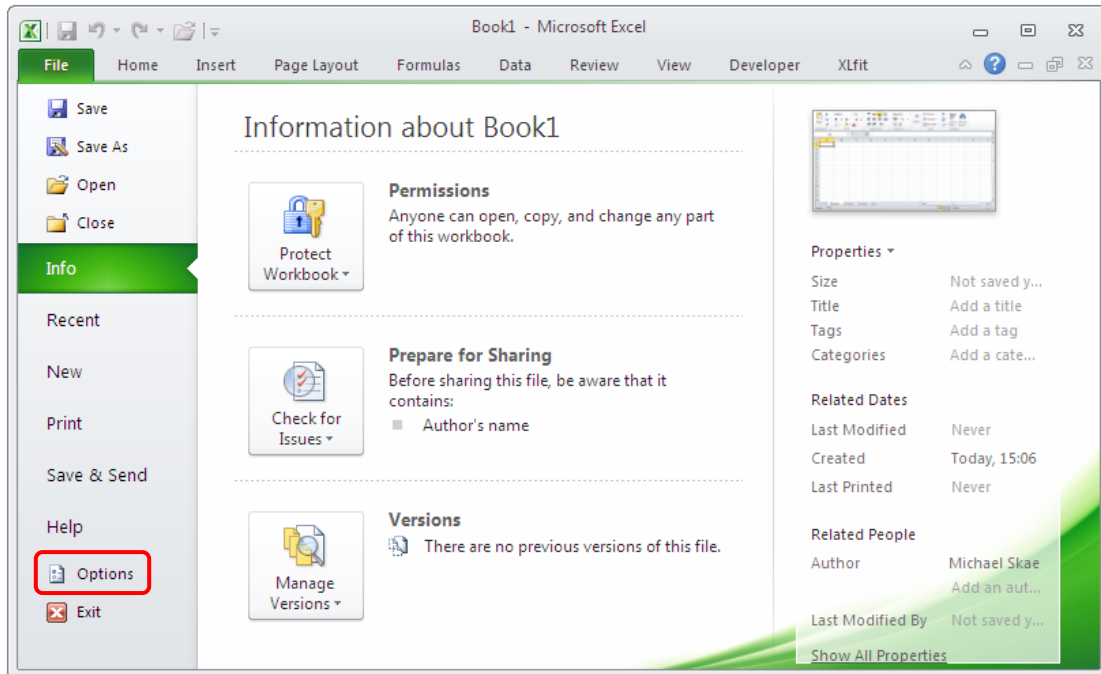 Book1 - Microsoft Excel
File Home Insert Page Layout Formulas Data Review View Developer XLfit
Save
Save As
Open
Close
Info
Recent
New
Print
Save & Send
Help
Options
Exit
Information about Book1
Protect
Workbook
Permissions
Anyone can open, copy, and change any part
of this workbook.
Check for
Issues
Prepare for Sharing
Before sharing this file, be aware that it
contains:
Author's name
Manage
Versions
Versions
There are no previous versions of this file.
Properties
Size Not saved y...
Title Add a title
Tags Add a tag
Categories Add a cate...
Related Dates
Last Modified Never
Created Today, 15:06
Last Printed Never
Related People
Author Michael Skae
Add an aut...
Last Modified By Not saved y...
Show All Properties